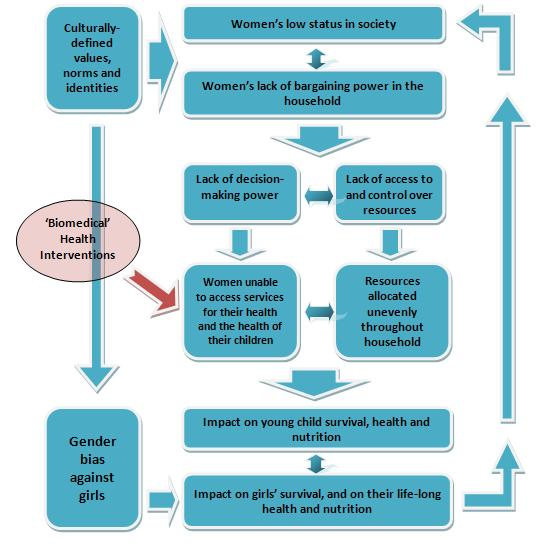 Culturally-
defined
values,
norms and
identities
Women's low status in society
Women's lack of bargaining power in the
household
Lack of decision-
making power
Lack of access to
and control over
resources
'Biomedical'
Health
Interventions
Women unable
to access services
for their health
and the health of
their children
Resources
allocated
unevenly
throughout
household
Gender
bias
against
girls
Impact on young child survival, health and
nutrition
Impact on girls' survival, and on their life-long
health and nutrition